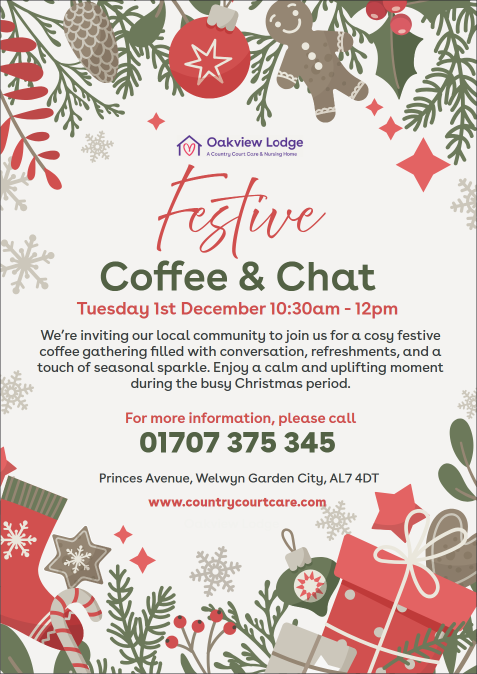 Oakview Lodge
A Country Court Care & Nursing Home
Festive
Coffee & Chat
Tuesday 1st December 10:30am - 12pm
We're inviting our local community to join us for a cosy festive
coffee gathering filled with conversation, refreshments, and a
touch of seasonal sparkle. Enjoy a calm and uplifting moment
during the busy Christmas period.
For more information, please call
01707 375 345
Princes Avenue, Welwyn Garden City, AL7 4DT
www.countrycourtcare.com